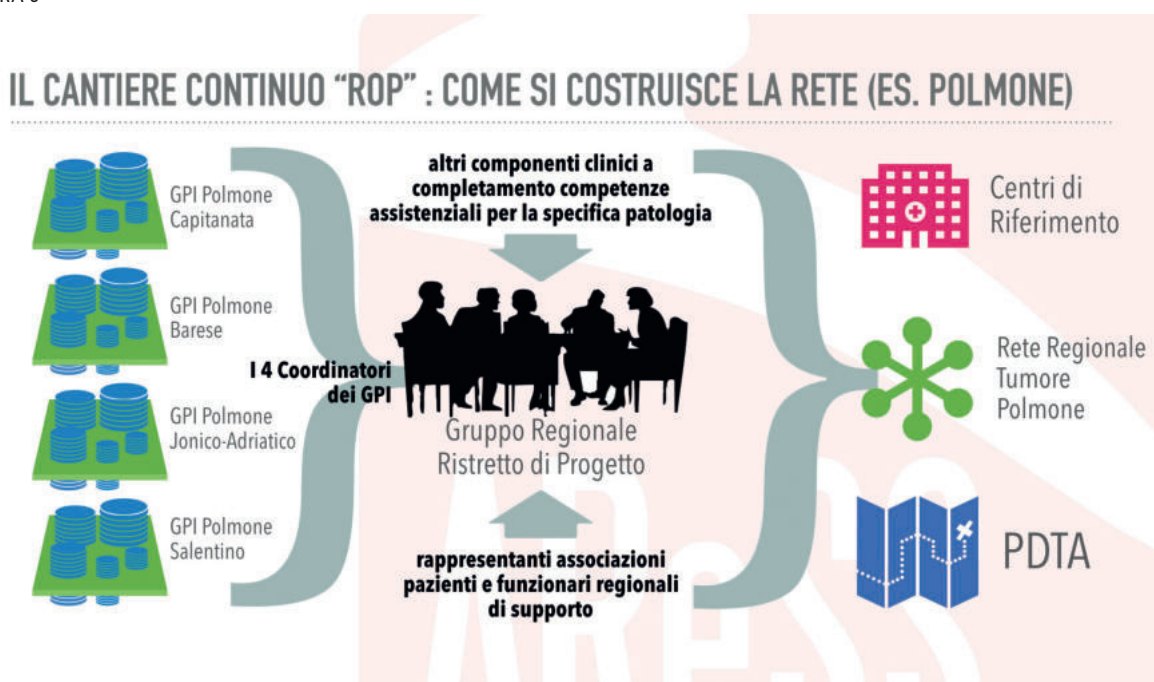 IL CANTIERE CONTINUO “ROP” : COME SI COSTRUISCE LA RETE (ES. POLMONE)
GPI Polmone
Capitanata
GPI Polmone
Barese
GPI Polmone
Jonico-Adriatico
GPI Polmone
Salentino
I 4 Coordinatori
dei GPI
altri componenti clinici a
completamento competenze
assistenziali per la specifica patologia
Gruppo Regionale
Ristretto di Progetto
rappresentanti associazioni
pazienti e funzionari regionali
di supporto
Centri di
Riferimento
Rete Regionale
Tumore
Polmone
PDTA
AReSS